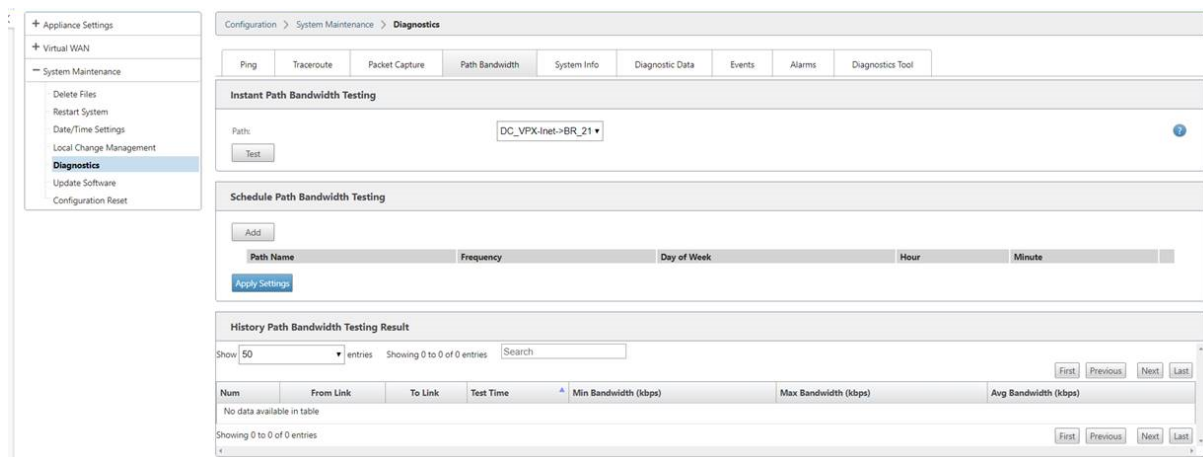 + Appliance Settings
+ Virtual WAN
− System Maintenance
Delete Files
Restart System
Date/Time Settings
Local Change Management
Diagnostics
Update Software
Configuration Reset
Configuration > System Maintenance > Diagnostics
Ping Traceroute Packet Capture Path Bandwidth System Info Diagnostic Data Events Alarms Diagnostics Tool
Instant Path Bandwidth Testing
Path: DC_VPX-Inet->BR_21 ?
Test
Schedule Path Bandwidth Testing
Add
Path Name Frequency Day of Week Hour Minute
Apply Settings
History Path Bandwidth Testing Result
Show 50 entries Showing 0 to 0 of 0 entries Search
First Previous Next Last
Num From Link To Link Test Time Min Bandwidth (kbps) Max Bandwidth (kbps) Avg Bandwidth (kbps)
No data available in table
Showing 0 to 0 of 0 entries First Previous Next Last